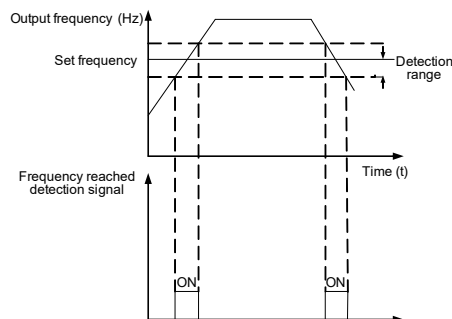 Output frequency (Hz)
Set frequency
Detection
range
Time (t)
Frequency reached
detection signal
ON
ON